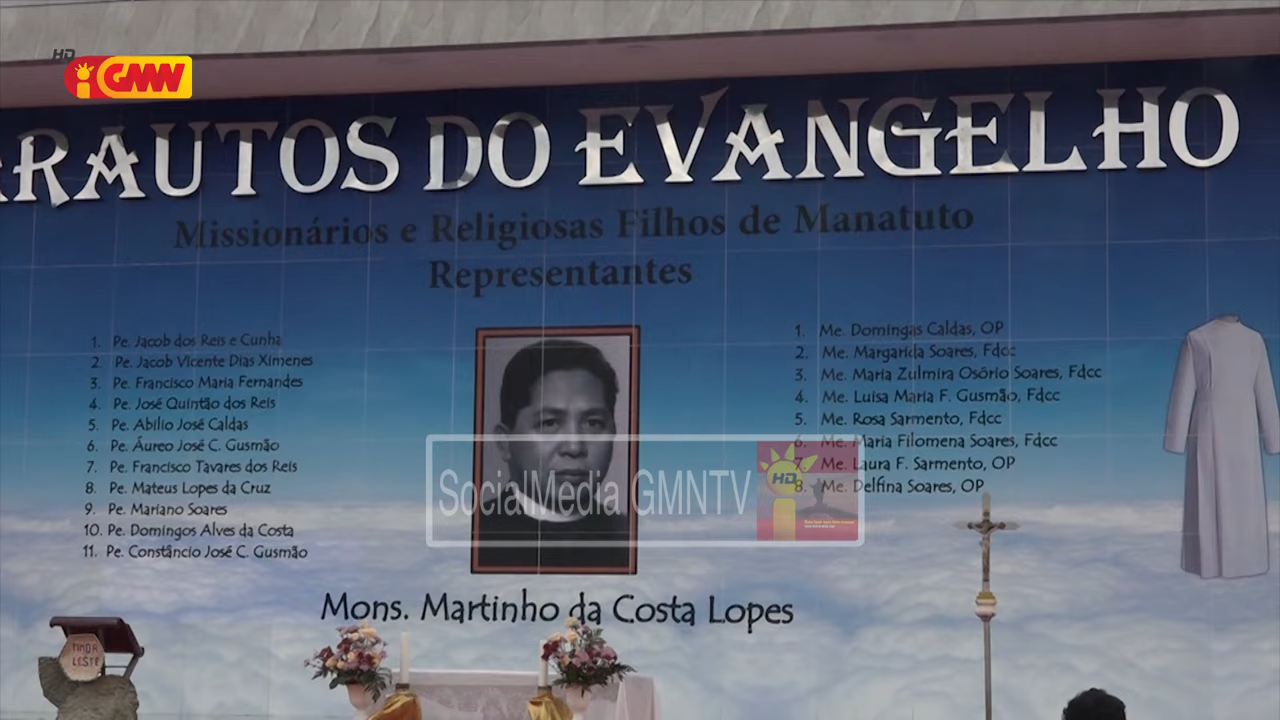 HD
GMN
RAUTOS DO EVANGELHO
Missionários e Religiosas Filhos de Manatuto
Representantes
1. Pe. Jacob dos Reis e Cunha
2. Pe. Jacob Vicente Dias Ximenes
3. Pe. Francisco Maria Fernandes
4. Pe. José Quintão dos Reis
5. Pe. Abílio José Caldas
6. Pe. Áureo José C. Gusmão
7. Pe. Francisco Tavares dos Reis
8. Pe. Mateus Lopes da Cruz
9. Pe. Mariano Soares
10. Pe. Domingos Alves da Costa
11. Pe. Constâncio José C. Gusmão
1. Me. Domingas Caldas, OP
2. Me. Margarida Soares, Fdcc
3. Me. Maria Zulmira Osório Soares, Fdcc
4. Me. Luisa Maria F. Gusmão, Fdcc
5. Me. Rosa Sarmento, Fdcc
6. Me. Maria Filomena Soares, Fdcc
7. Me. Laura F. Sarmento, OP
8. Me. Delfina Soares, OP
SocialMedia GMNTV
HD
Mons. Martinho da Costa Lopes
TIMOR
LESTE